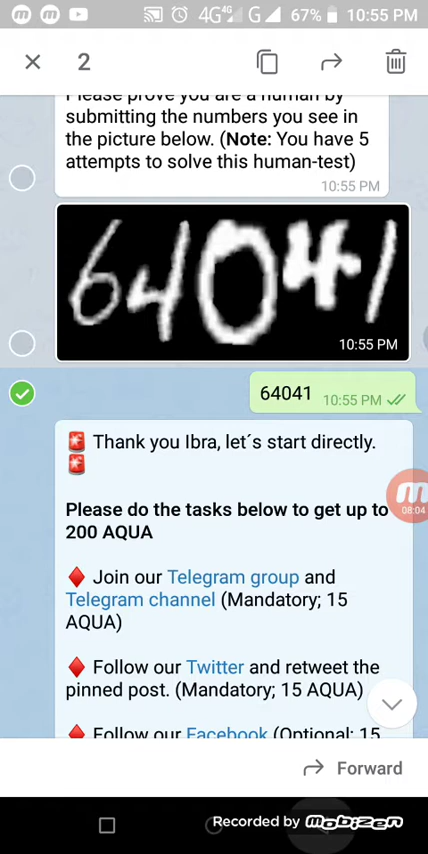 4G 4G G 67% 10:55 PM
2
Please prove you are a human by
submitting the numbers you see in
the picture below. (Note: You have 5
attempts to solve this human-test)
10:55 PM
64041
10:55 PM
64041 10:55 PM
🚨 Thank you Ibra, let´s start directly.
🚨
Please do the tasks below to get up to
200 AQUA
♦️ Join our Telegram group and
Telegram channel (Mandatory; 15
AQUA)
♦️ Follow our Twitter and retweet the
pinned post. (Mandatory; 15 AQUA)
♦️ Follow our Facebook (Optional; 15
08:04
Forward
Recorded by Mobizen